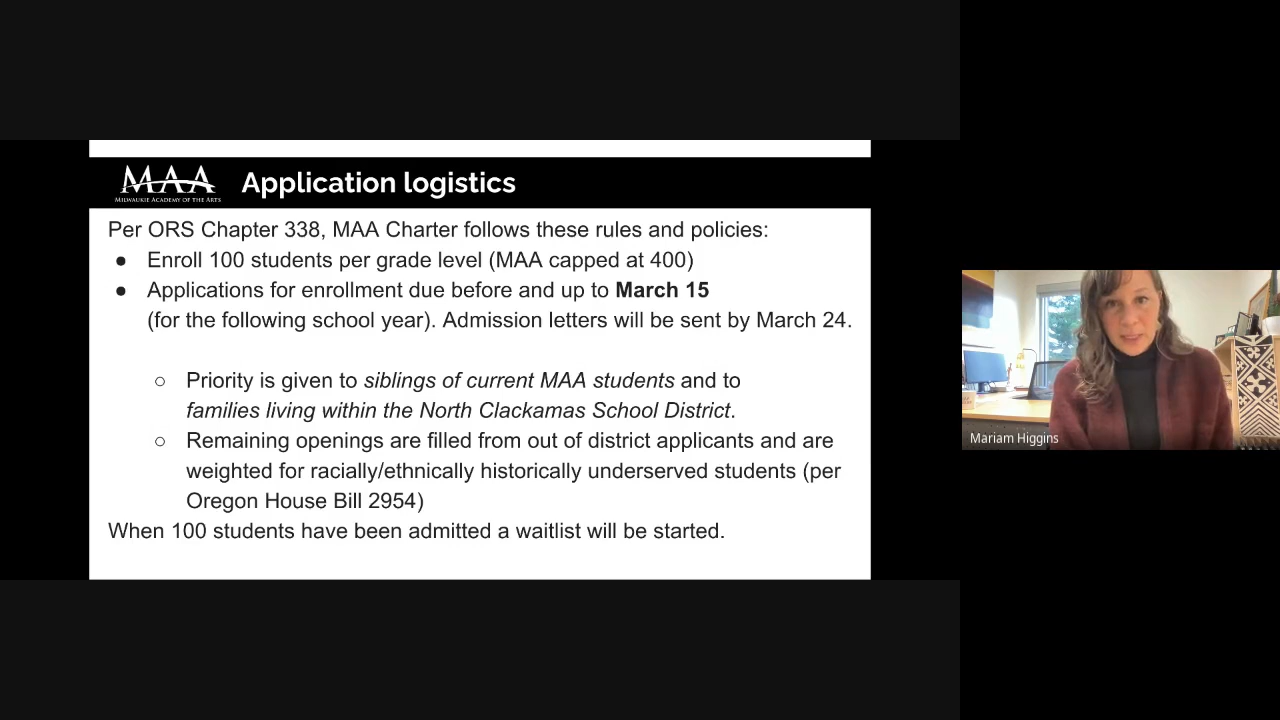 MAA
MILWAUKIE ACADEMY OF THE ARTS
Application logistics
Per ORS Chapter 338, MAA Charter follows these rules and policies:
● Enroll 100 students per grade level (MAA capped at 400)
● Applications for enrollment due before and up to March 15
(for the following school year). Admission letters will be sent by March 24.
○ Priority is given to siblings of current MAA students and to
families living within the North Clackamas School District.
○ Remaining openings are filled from out of district applicants and are
weighted for racially/ethnically historically underserved students (per
Oregon House Bill 2954)
When 100 students have been admitted a waitlist will be started.
Mariam Higgins